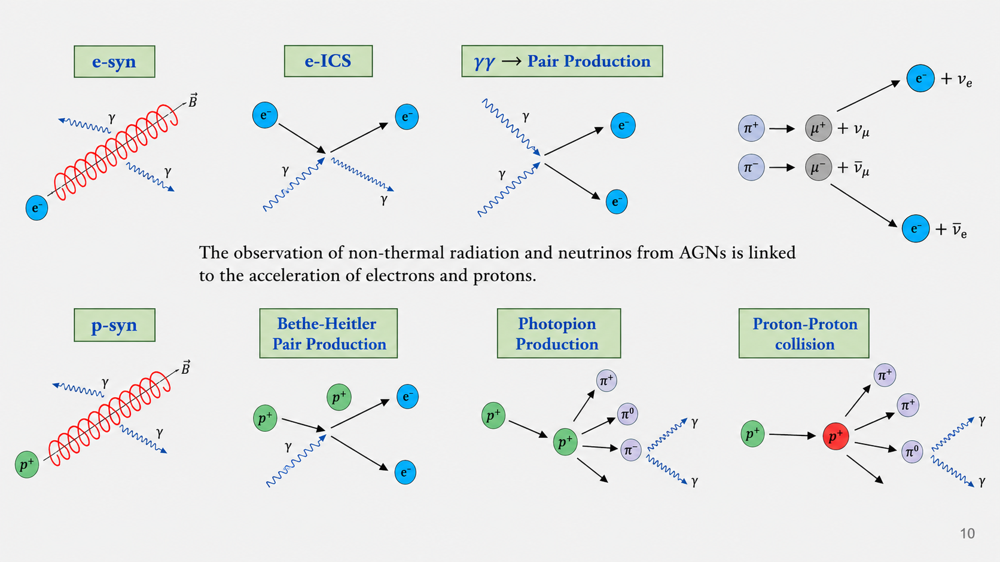 e-syn
e-ICS
γγ → Pair Production
B⃗
γ
γ
e⁻
e⁻
e⁻
γ
γ
γ
γ
e⁻
e⁻
e⁻ + νₑ
π⁺ → μ⁺ + ν_μ
π⁻ → μ⁻ + ν̄_μ
e⁻ + ν̄ₑ
The observation of non-thermal radiation and neutrinos from AGNs is linked
to the acceleration of electrons and protons.
p-syn
Bethe-Heitler
Pair Production
Photopion
Production
Proton-Proton
collision
B⃗
γ
γ
p⁺
p⁺
p⁺
γ
e⁻
e⁻
p⁺
p⁺
π⁺
π⁰
π⁻
γ
γ
p⁺
p⁺
π⁺
π⁺
π⁰
γ
γ
10